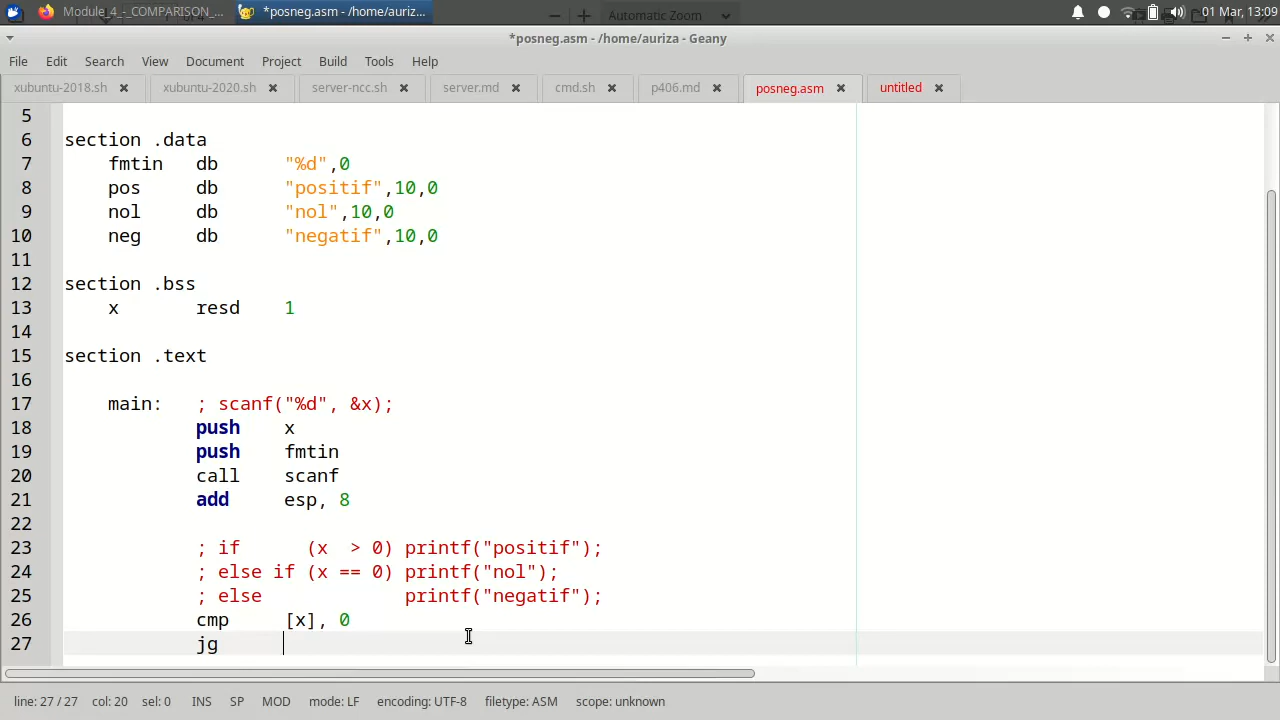 Module_4_-_COMPARISON_... *posneg.asm - /home/auriz... Automatic Zoom 01 Mar, 13:09
*posneg.asm - /home/auriza - Geany
File Edit Search View Document Project Build Tools Help
xubuntu-2018.sh xubuntu-2020.sh server-ncc.sh server.md cmd.sh p406.md posneg.asm untitled
5
6 section .data
7 fmtin db "%d",0
8 pos db "positif",10,0
9 nol db "nol",10,0
10 neg db "negatif",10,0
11
12 section .bss
13 x resd 1
14
15 section .text
16
17 main: ; scanf("%d", &x);
18 push x
19 push fmtin
20 call scanf
21 add esp, 8
22
23 ; if (x > 0) printf("positif");
24 ; else if (x == 0) printf("nol");
25 ; else printf("negatif");
26 cmp [x], 0
27 jg
line: 27 / 27 col: 20 sel: 0 INS SP MOD mode: LF encoding: UTF-8 filetype: ASM scope: unknown